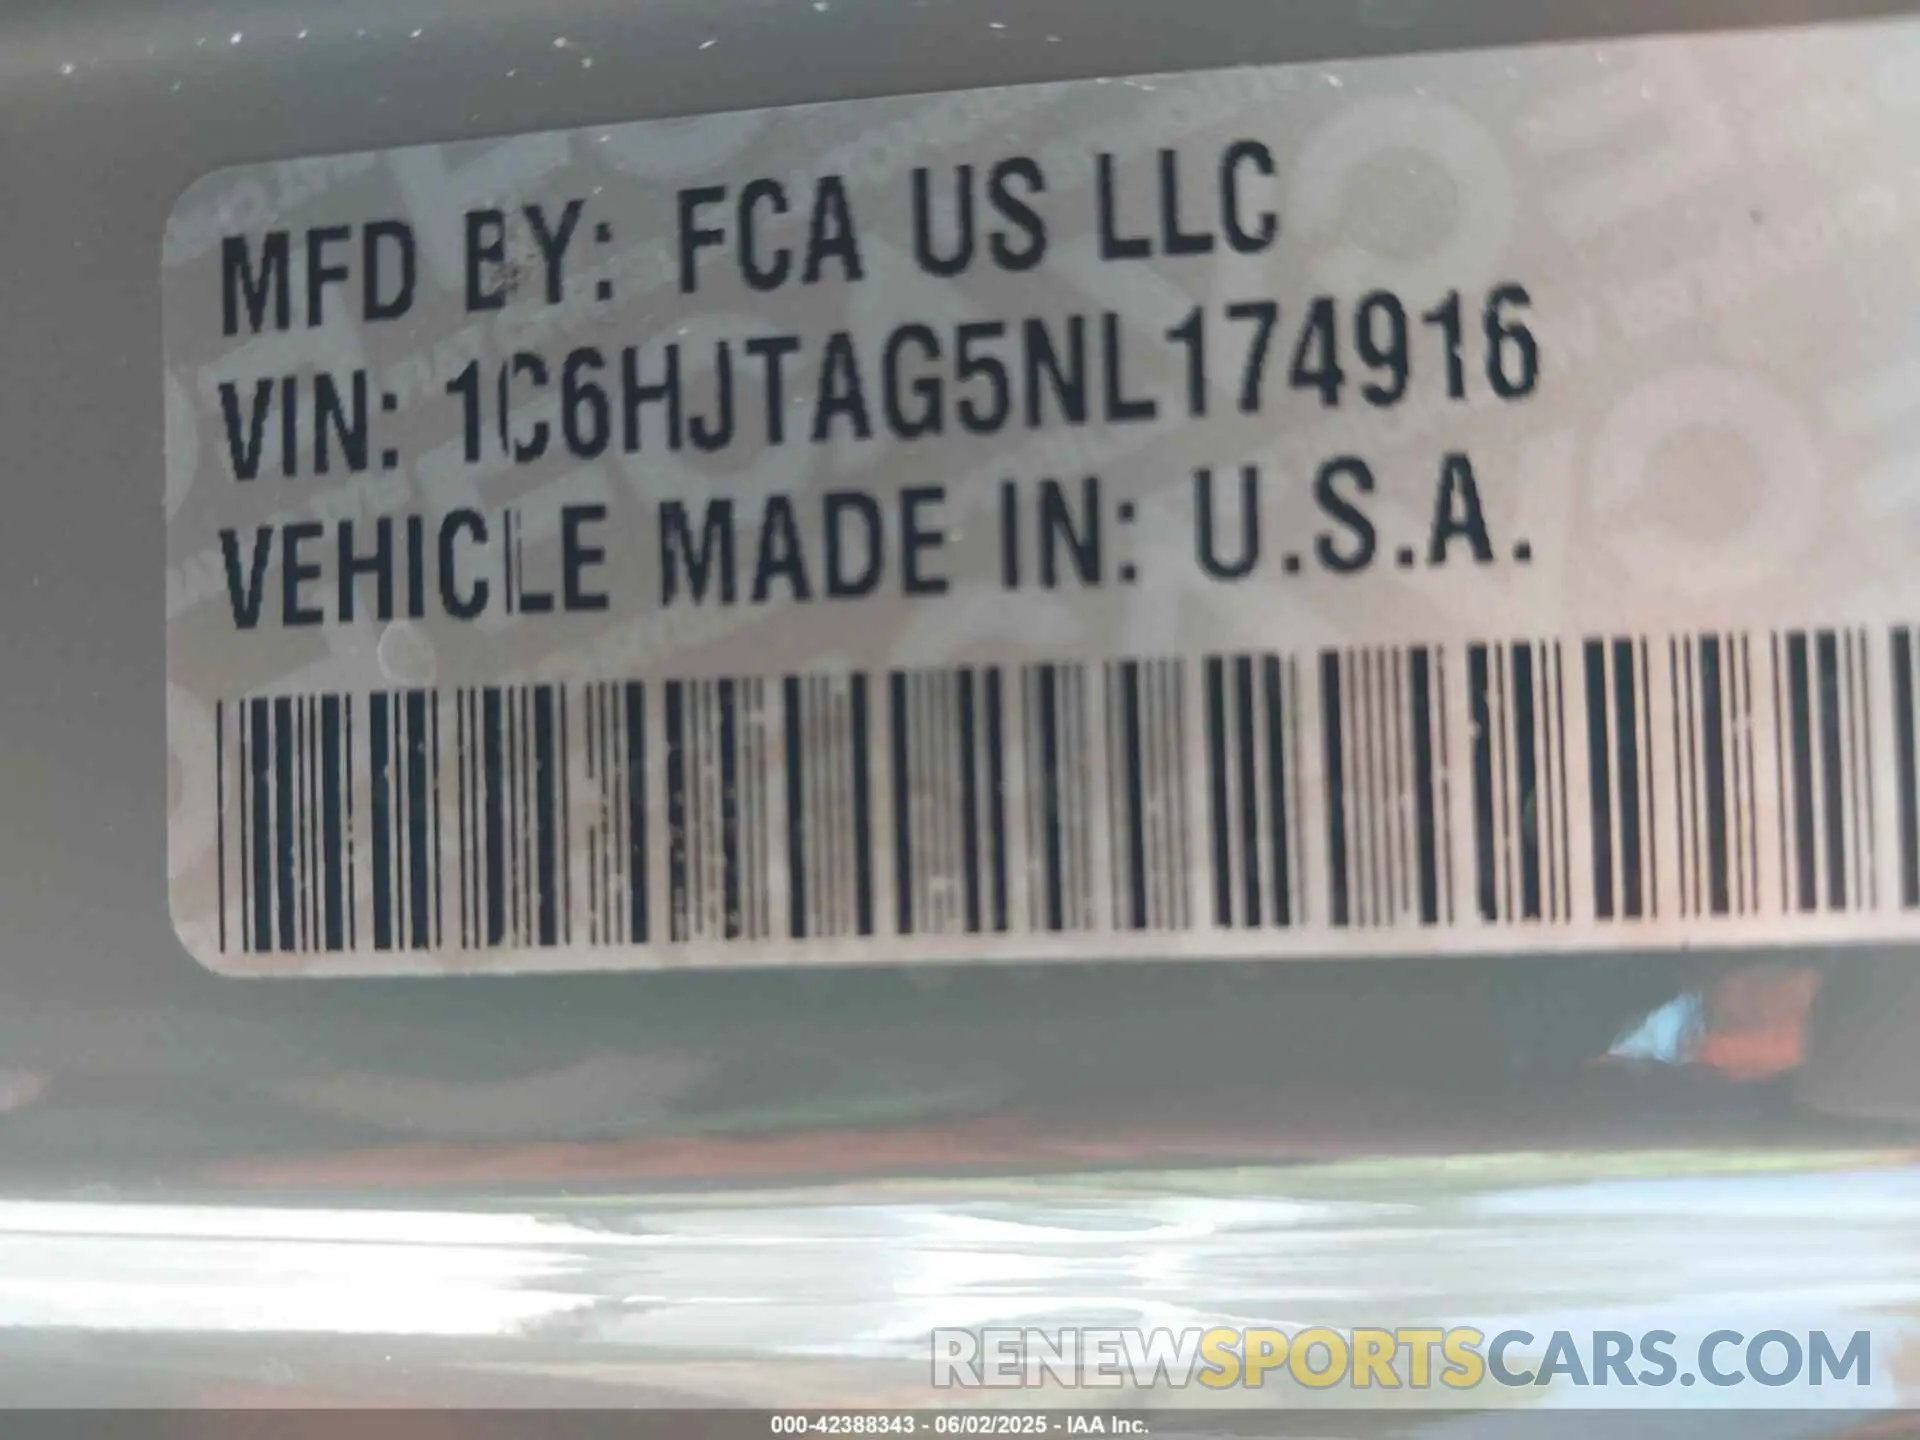 MFD BY: FCA US LLC
VIN: 1C6HJTAG5NL174916
VEHICLE MADE IN: U.S.A.
RENEWSPORTSCARS.COM
000-42388343 - 06/02/2025 - IAA Inc.